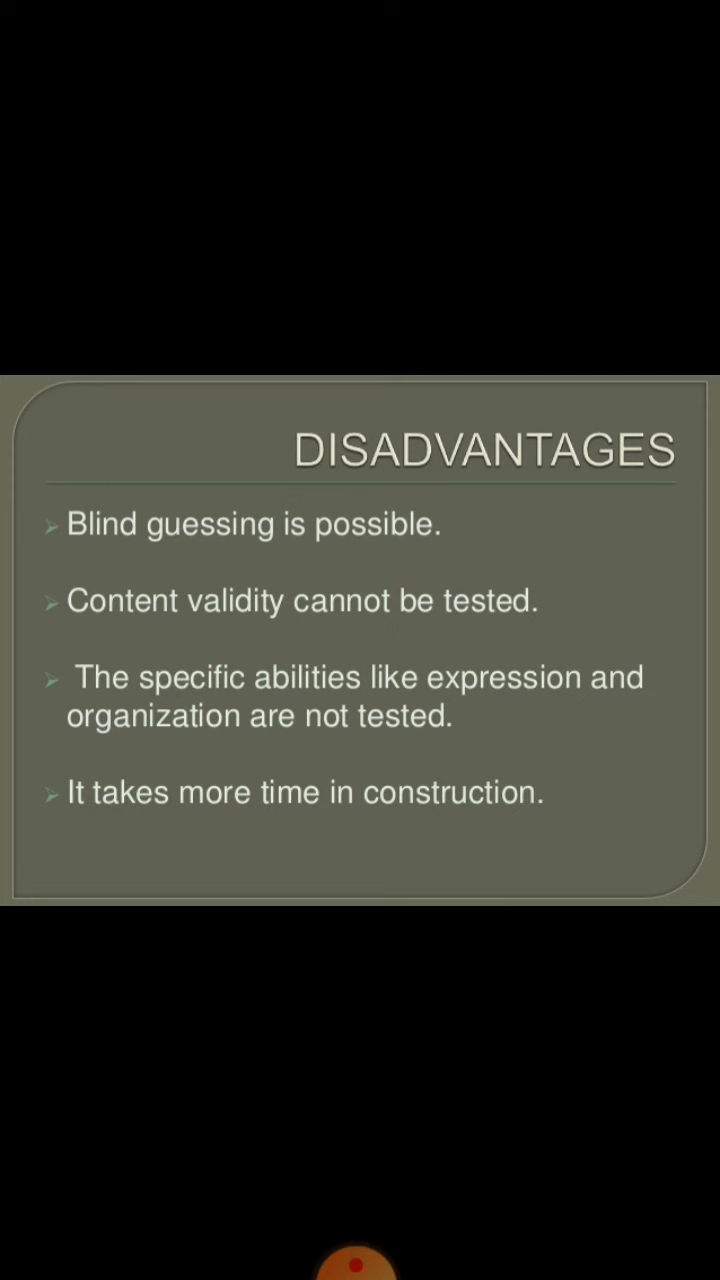 DISADVANTAGES
Blind guessing is possible.
Content validity cannot be tested.
The specific abilities like expression and
organization are not tested.
It takes more time in construction.